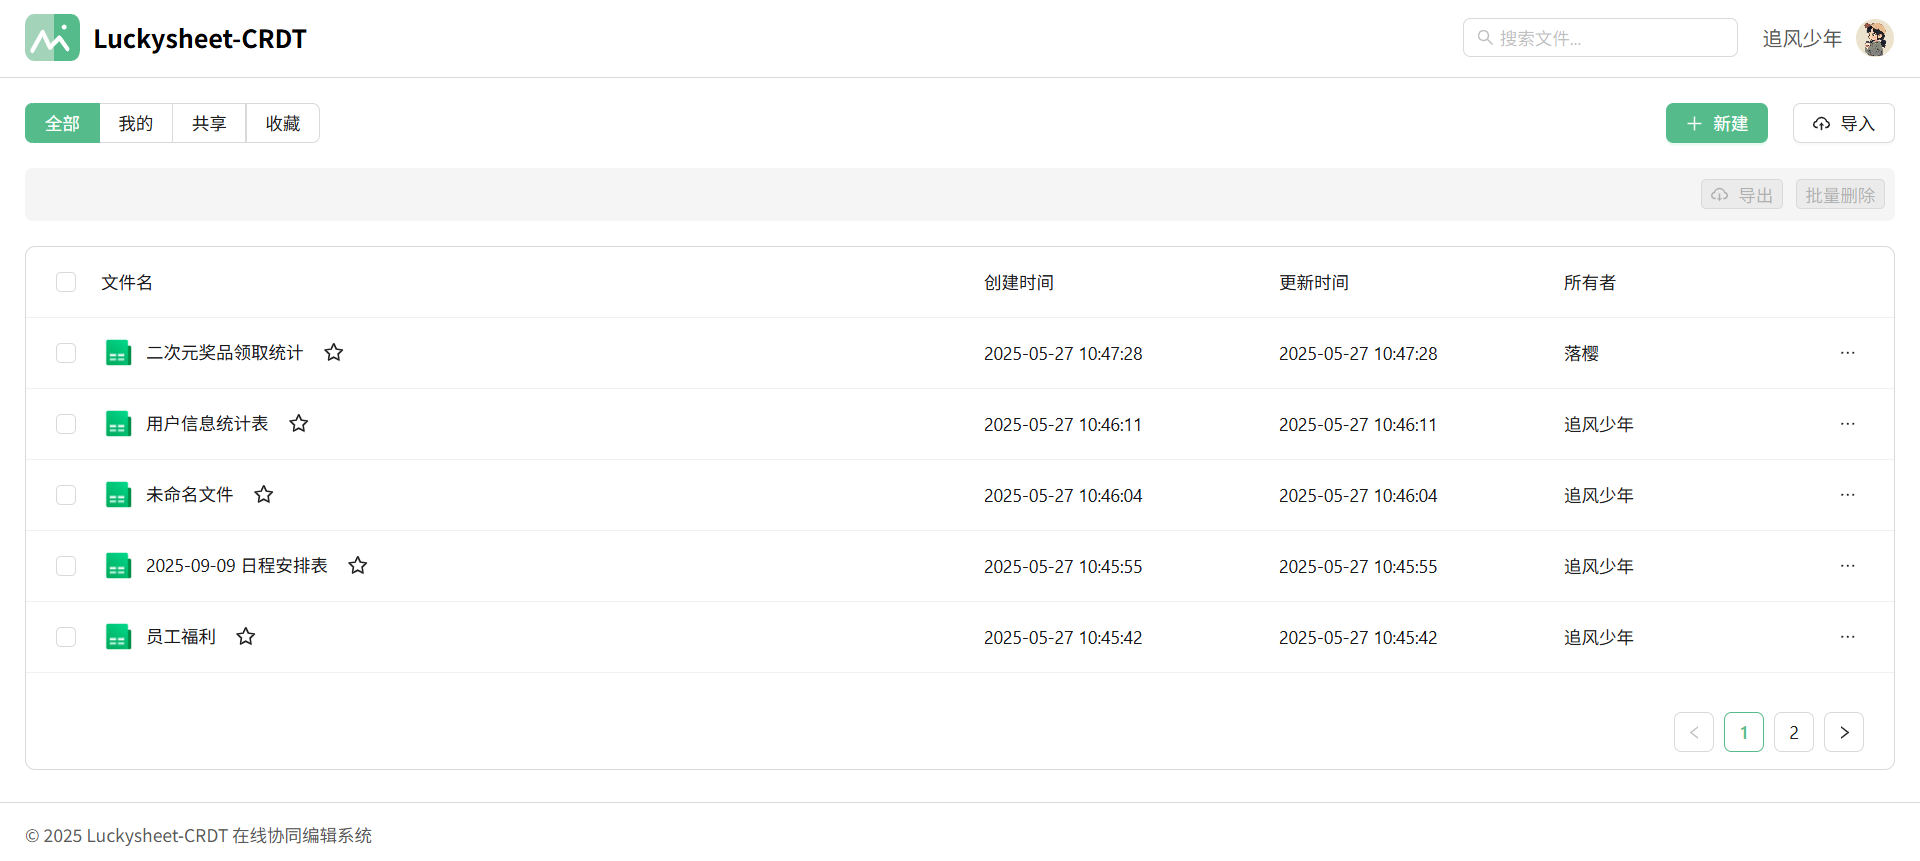 Luckysheet-CRDT
搜索文件...
追风少年
全部 我的 共享 收藏
新建 导入
导出 批量删除
文件名 创建时间 更新时间 所有者
二次元奖品领取统计 2025-05-27 10:47:28 2025-05-27 10:47:28 落樱 ...
用户信息统计表 2025-05-27 10:46:11 2025-05-27 10:46:11 追风少年 ...
未命名文件 2025-05-27 10:46:04 2025-05-27 10:46:04 追风少年 ...
2025-09-09 日程安排表 2025-05-27 10:45:55 2025-05-27 10:45:55 追风少年 ...
员工福利 2025-05-27 10:45:42 2025-05-27 10:45:42 追风少年 ...
< 1 2 >
© 2025 Luckysheet-CRDT 在线协同编辑系统